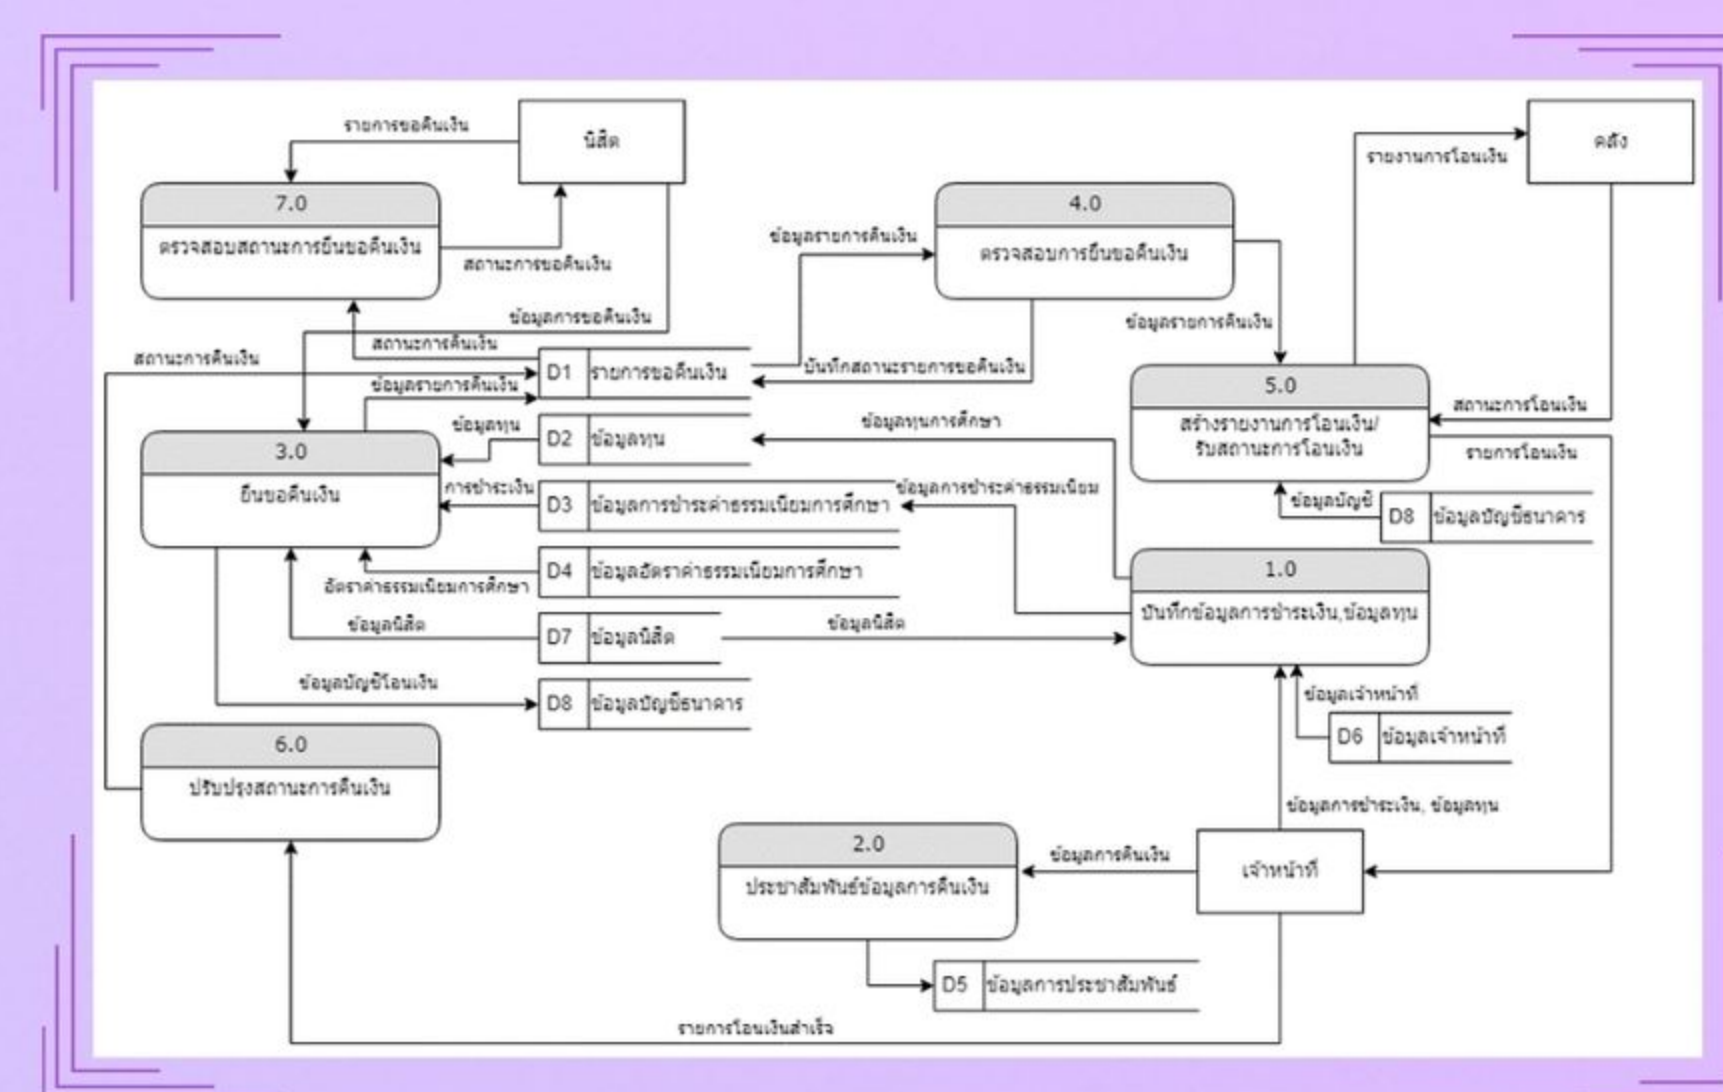 รายการขอคืนเงิน
นิสิต
คลัง
รายงานการโอนเงิน
7.0
ตรวจสอบสถานะการยื่นขอคืนเงิน
สถานะการขอคืนเงิน
4.0
ตรวจสอบการยื่นขอคืนเงิน
ข้อมูลรายการคืนเงิน
ข้อมูลรายการคืนเงิน
ข้อมูลการขอคืนเงิน
สถานะการคืนเงิน
สถานะการคืนเงิน
D1 รายการขอคืนเงิน
บันทึกสถานะรายการขอคืนเงิน
ข้อมูลรายการคืนเงิน
5.0
สร้างรายงานการโอนเงิน/
รับสถานะการโอนเงิน
สถานะการโอนเงิน
รายการโอนเงิน
3.0
ยื่นขอคืนเงิน
ข้อมูลทุน
D2 ข้อมูลทุน
ข้อมูลทุนการศึกษา
การชำระเงิน
D3 ข้อมูลการชำระค่าธรรมเนียมการศึกษา
ข้อมูลการชำระค่าธรรมเนียม
ข้อมูลบัญชี
D8 ข้อมูลบัญชีธนาคาร
D4 ข้อมูลอัตราค่าธรรมเนียมการศึกษา
อัตราค่าธรรมเนียมการศึกษา
1.0
บันทึกข้อมูลการชำระเงิน,ข้อมูลทุน
ข้อมูลนิสิต
D7 ข้อมูลนิสิต
ข้อมูลนิสิต
ข้อมูลบัญชีโอนเงิน
D8 ข้อมูลบัญชีธนาคาร
ข้อมูลเจ้าหน้าที่
D6 ข้อมูลเจ้าหน้าที่
6.0
ปรับปรุงสถานะการคืนเงิน
ข้อมูลการชำระเงิน, ข้อมูลทุน
2.0
ประชาสัมพันธ์ข้อมูลการคืนเงิน
ข้อมูลการคืนเงิน
เจ้าหน้าที่
D5 ข้อมูลการประชาสัมพันธ์
รายการโอนเงินสำเร็จ